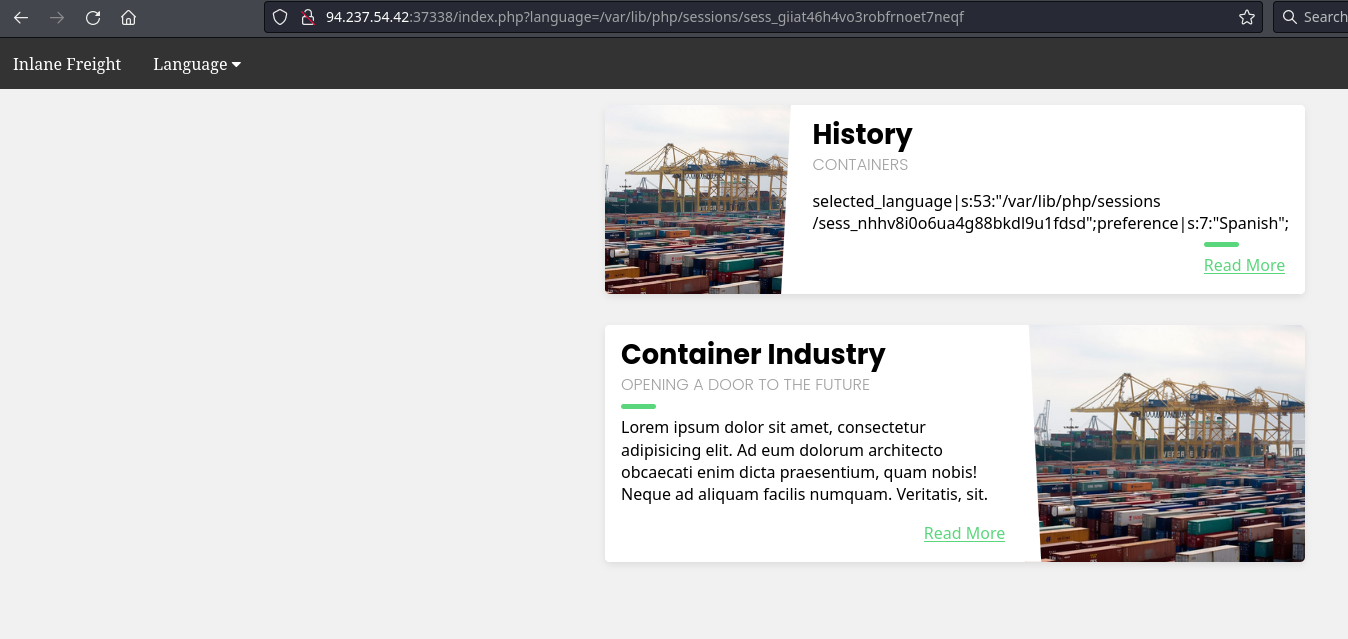 94.237.54.42:37338/index.php?language=/var/lib/php/sessions/sess_giiat46h4vo3robfrnoet7neqf
Search
Inlane Freight
Language
History
CONTAINERS
selected_language|s:53:"/var/lib/php/sessions
/sess_nhhv8i0o6ua4g88bkdl9u1fdsd";preference|s:7:"Spanish";
Read More
Container Industry
OPENING A DOOR TO THE FUTURE
Lorem ipsum dolor sit amet, consectetur
adipisicing elit. Ad eum dolorum architecto
obcaecati enim dicta praesentium, quam nobis!
Neque ad aliquam facilis numquam. Veritatis, sit.
Read More